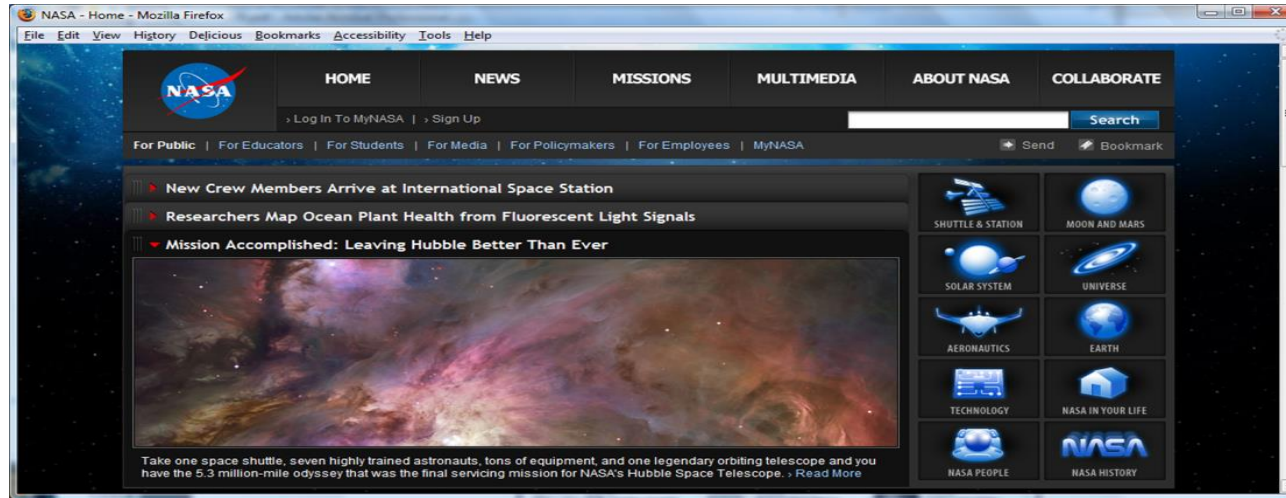 NASA - Home - Mozilla Firefox
File Edit View History Delicious Bookmarks Accessibility Tools Help
NASA
HOME NEWS MISSIONS MULTIMEDIA ABOUT NASA COLLABORATE
› Log In To MyNASA | › Sign Up Search
For Public | For Educators | For Students | For Media | For Policymakers | For Employees | MyNASA Send Bookmark
New Crew Members Arrive at International Space Station
Researchers Map Ocean Plant Health from Fluorescent Light Signals
Mission Accomplished: Leaving Hubble Better Than Ever
Take one space shuttle, seven highly trained astronauts, tons of equipment, and one legendary orbiting telescope and you
have the 5.3 million-mile odyssey that was the final servicing mission for NASA's Hubble Space Telescope. › Read More
SHUTTLE & STATION MOON AND MARS
SOLAR SYSTEM UNIVERSE
AERONAUTICS EARTH
TECHNOLOGY NASA IN YOUR LIFE
NASA
NASA PEOPLE NASA HISTORY